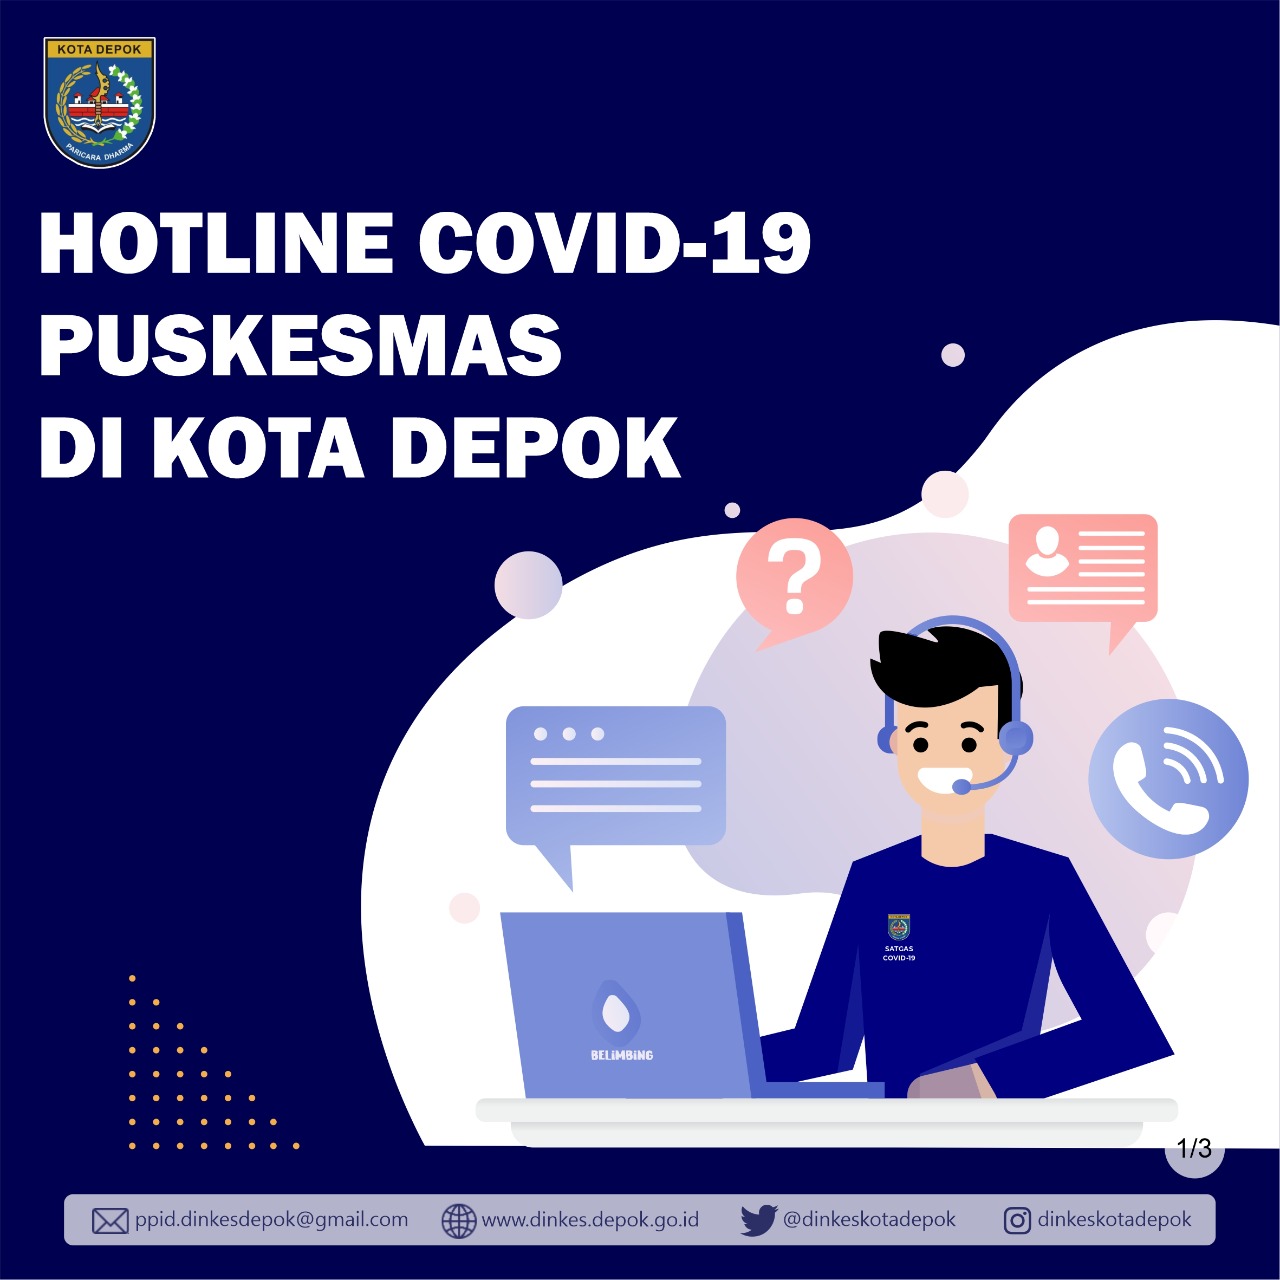 KOTA DEPOK
PARICARA DHARMA
HOTLINE COVID-19
PUSKESMAS
DI KOTA DEPOK
?
SATGAS
COVID-19
BELiMBiNG
1/3
ppid.dinkesdepok@gmail.com
www.dinkes.depok.go.id
@dinkeskotadepok
dinkeskotadepok